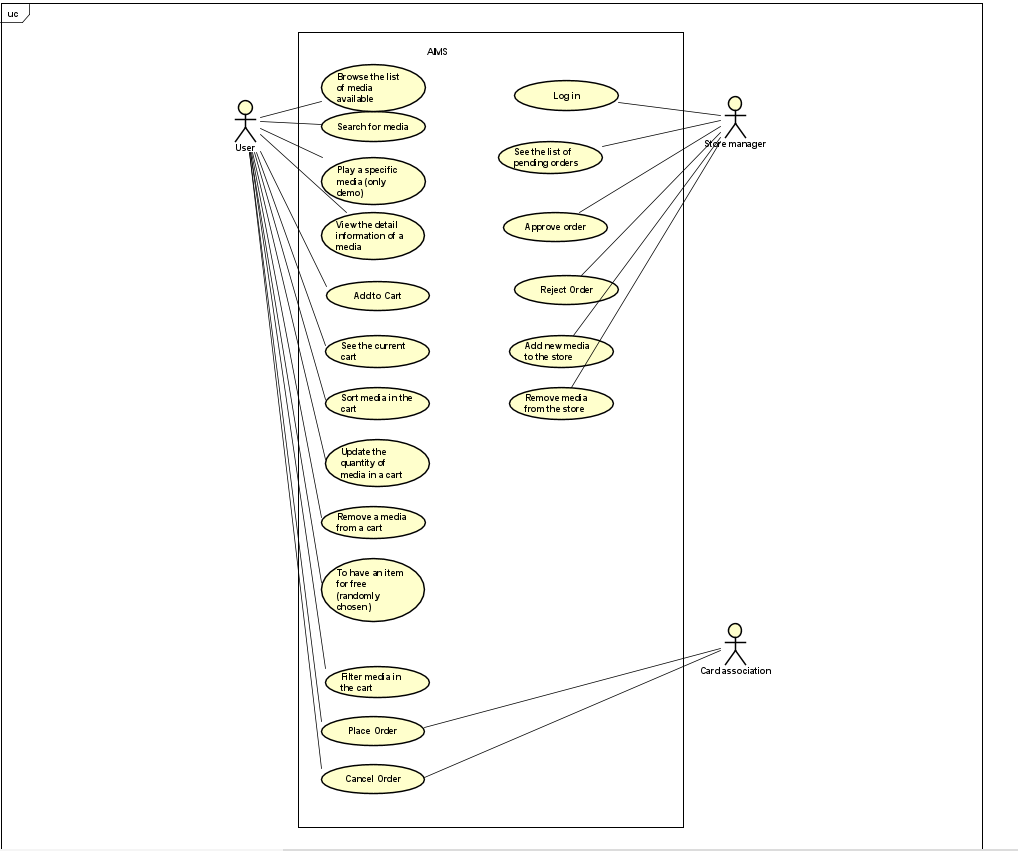 uc
AIMS
Browse the list
of media
available
Search for media
User
Play a specific
media (only
demo)
View the detail
information of a
media
Add to Cart
See the current
cart
Sort media in the
cart
Update the
quantity of
media in a cart
Remove a media
from a cart
To have an item
for free
(randomly
chosen)
Filter media in
the cart
Place Order
Cancel Order
Log in
Store manager
See the list of
pending orders
Approve order
Reject Order
Add new media
to the store
Remove media
from the store
Card association